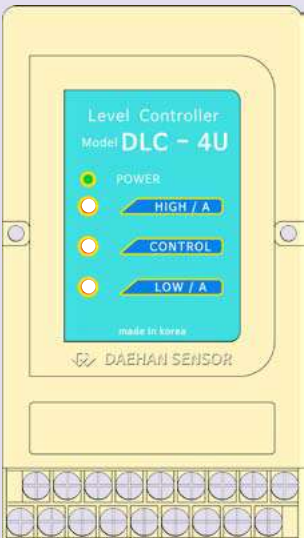 Level Controller
Model DLC - 4U
POWER
HIGH / A
CONTROL
LOW / A
made in korea
DAEHAN SENSOR